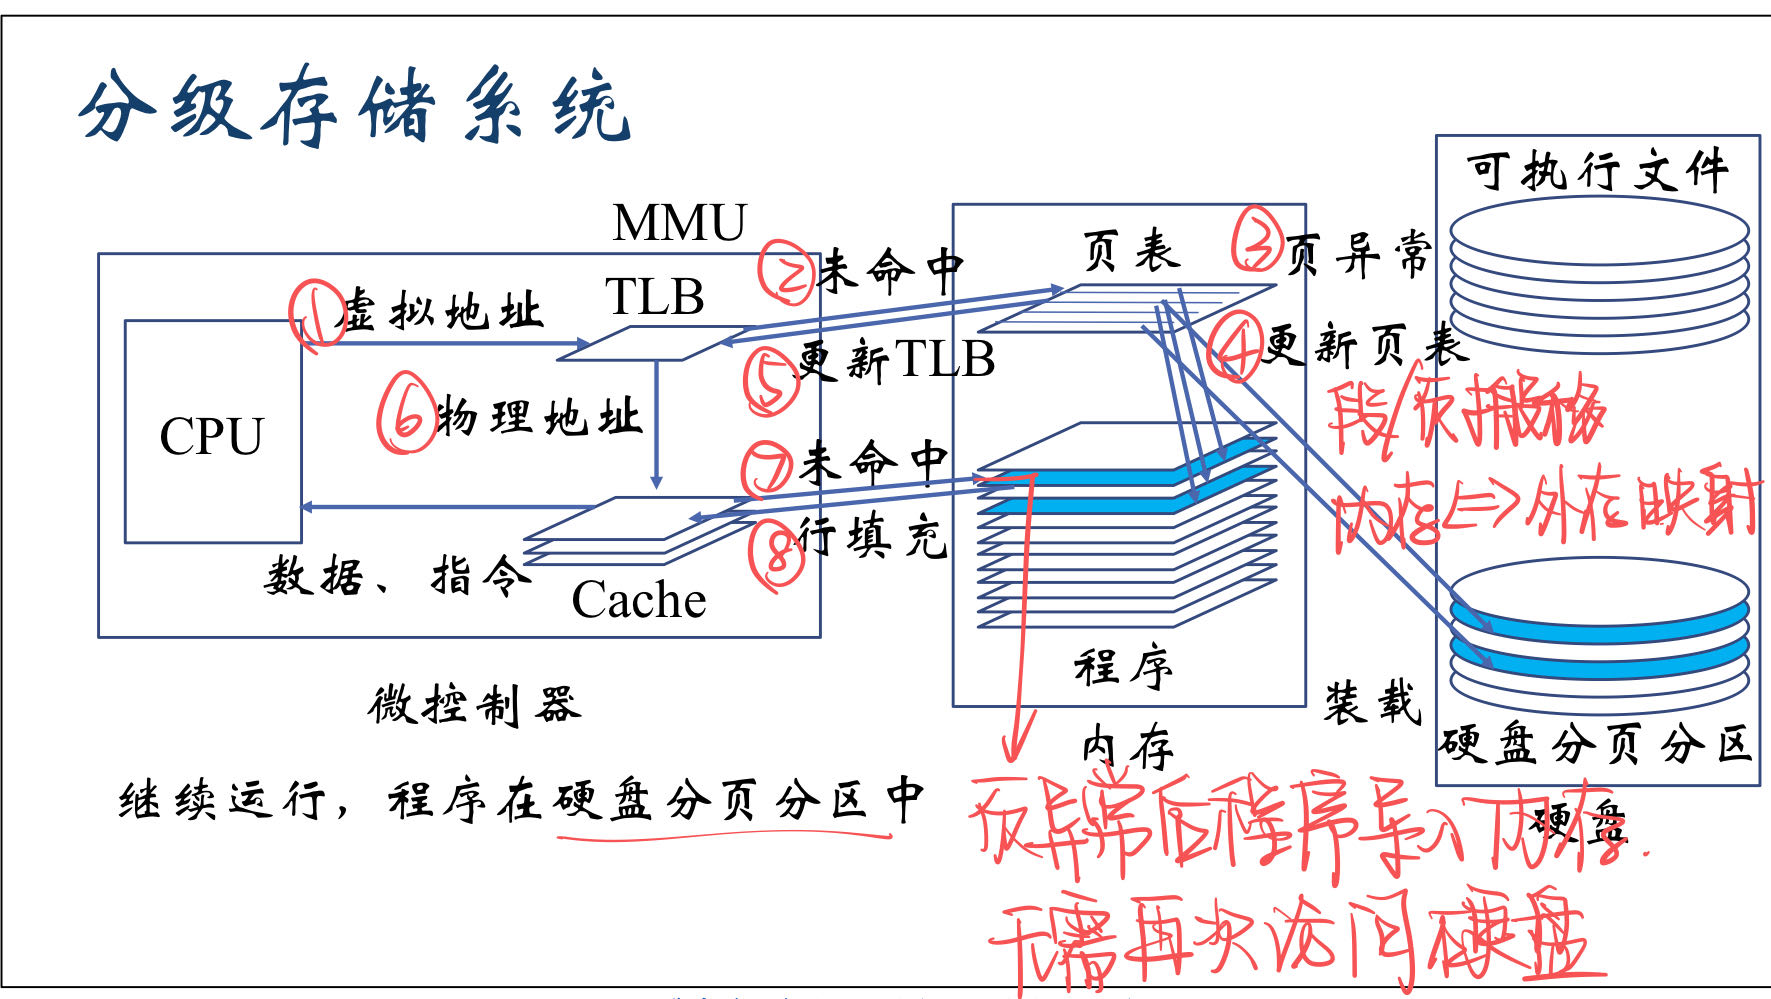 分级存储系统
可执行文件
MMU
TLB
① 虚拟地址
② 未命中
页表
③ 页异常
④ 更新页表
⑤ 更新TLB
段/页搬移
内存<=>外存映射
CPU
⑥ 物理地址
⑦ 未命中
⑧ 行填充
数据、指令
Cache
程序
微控制器
内存
装载
硬盘分页分区
硬盘
继续运行，程序在硬盘分页分区中
页异常后程序导入内存.
无需再次访问硬盘